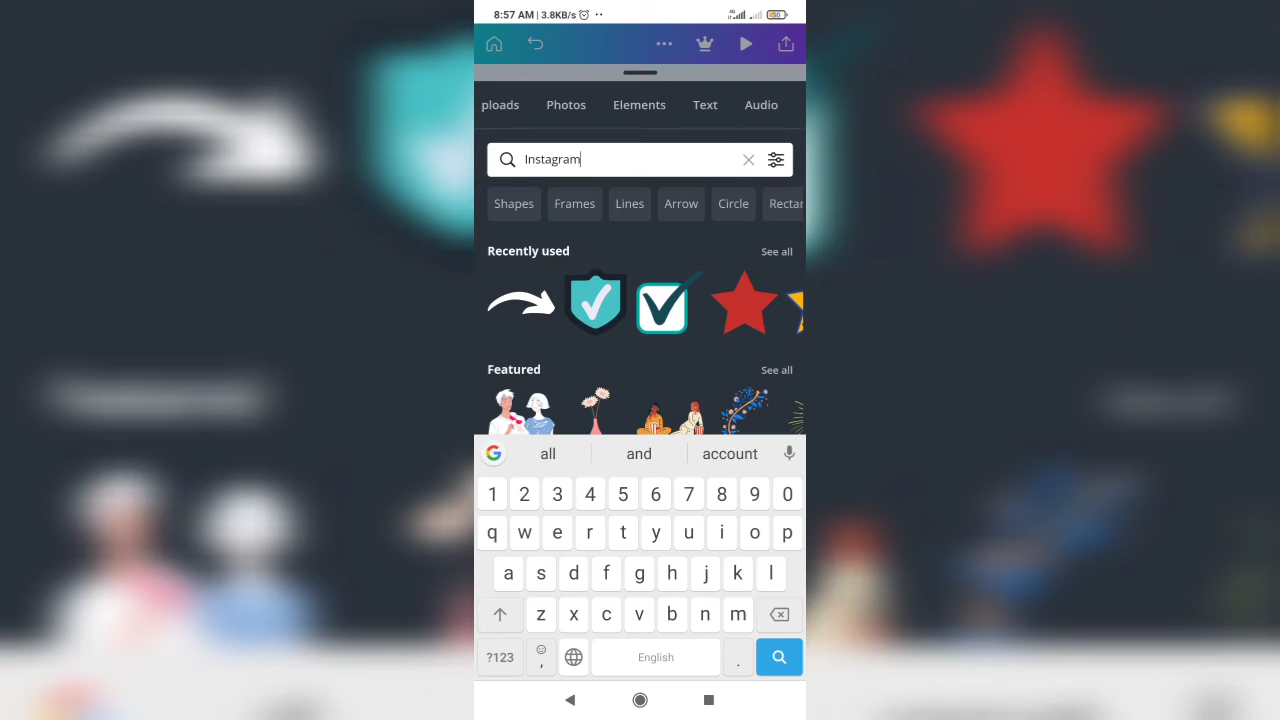 8:57 AM | 3.8KB/s
ploads Photos Elements Text Audio
Instagram
Shapes Frames Lines Arrow Circle Rectan
Recently used See all
Featured See all
all and account
1 2 3 4 5 6 7 8 9 0
q w e r t y u i o p
a s d f g h j k l
z x c v b n m
?123 , English .